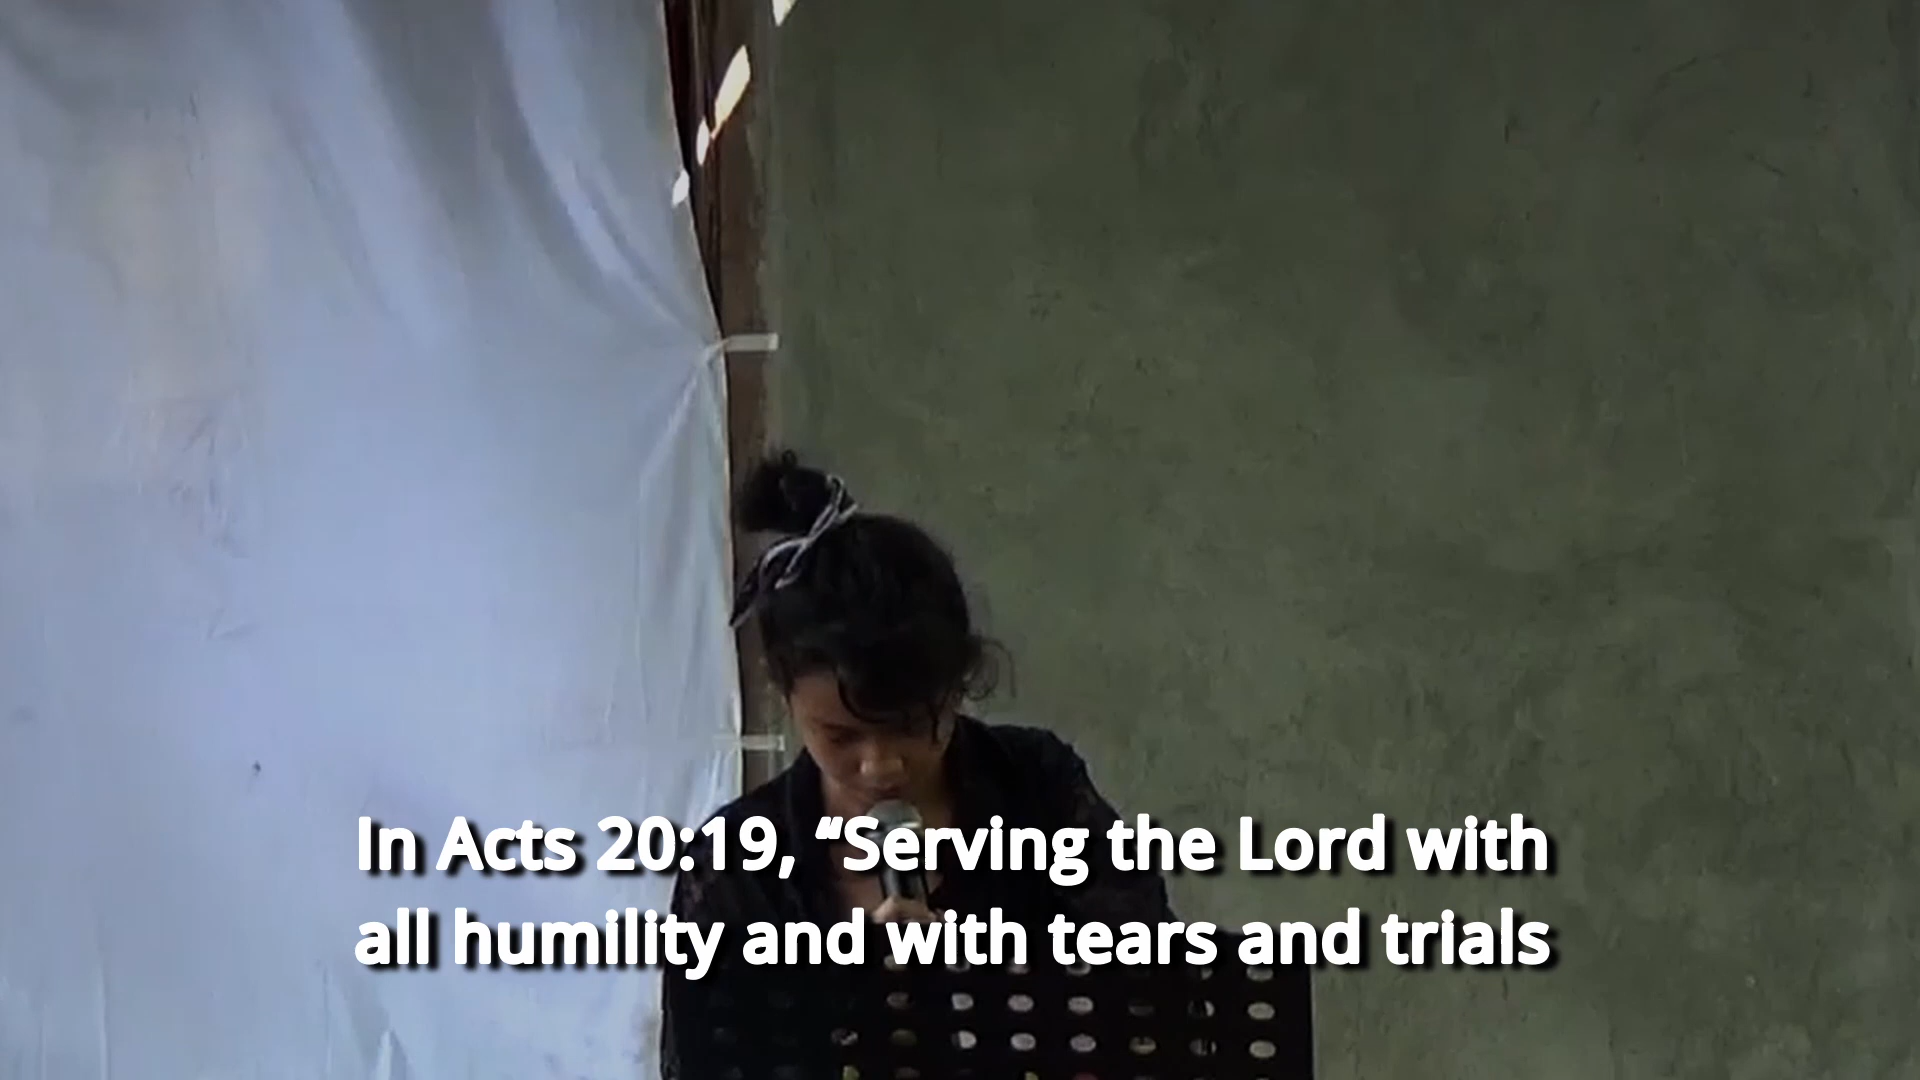 In Acts 20:19, “Serving the Lord with
all humility and with tears and trials